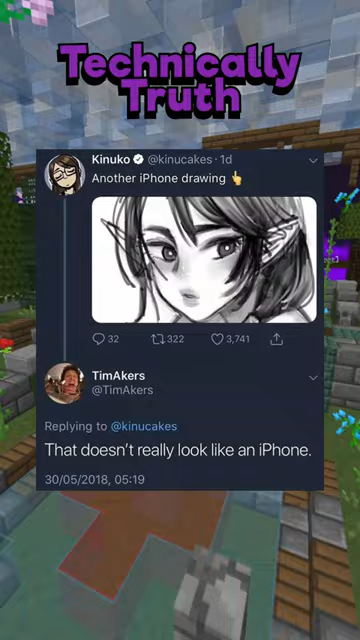 Technically
Truth
Kinuko @kinucakes · 1d
Another iPhone drawing 👆
32 322 3,741
TimAkers
@TimAkers
Replying to @kinucakes
That doesn't really look like an iPhone.
30/05/2018, 05:19